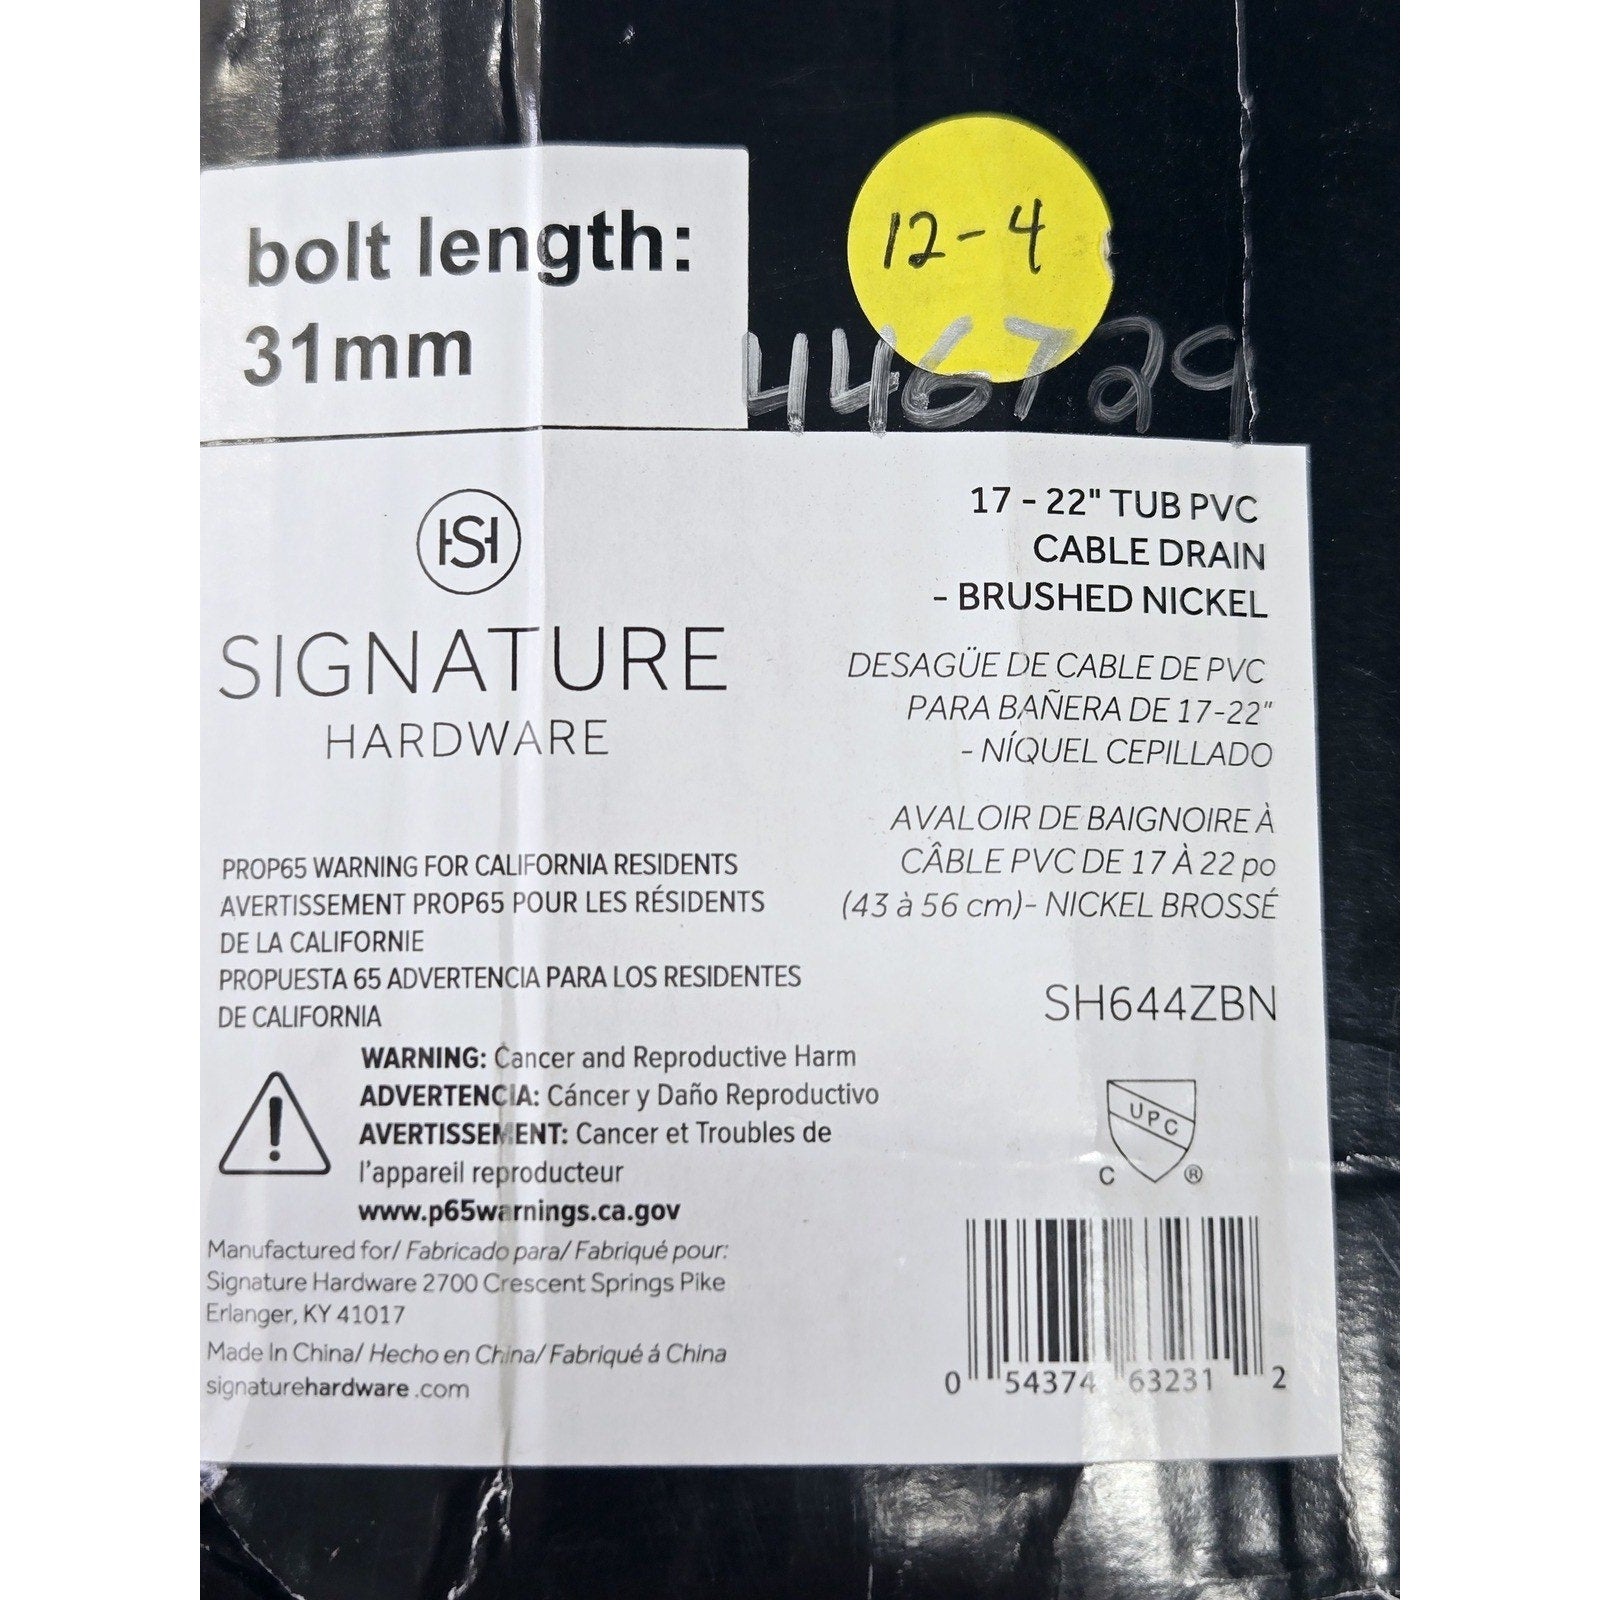 bolt length:
31mm
12-4
446729
HS
SIGNATURE
HARDWARE
17 - 22" TUB PVC
CABLE DRAIN
- BRUSHED NICKEL
DESAGÜE DE CABLE DE PVC
PARA BAÑERA DE 17-22"
- NÍQUEL CEPILLADO
AVALOIR DE BAIGNOIRE À
CÂBLE PVC DE 17 À 22 po
(43 à 56 cm)- NICKEL BROSSÉ
SH644ZBN
PROP65 WARNING FOR CALIFORNIA RESIDENTS
AVERTISSEMENT PROP65 POUR LES RÉSIDENTS
DE LA CALIFORNIE
PROPUESTA 65 ADVERTENCIA PARA LOS RESIDENTES
DE CALIFORNIA
WARNING: Cancer and Reproductive Harm
ADVERTENCIA: Cáncer y Daño Reproductivo
AVERTISSEMENT: Cancer et Troubles de
l'appareil reproducteur
www.p65warnings.ca.gov
Manufactured for/ Fabricado para/ Fabriqué pour:
Signature Hardware 2700 Crescent Springs Pike
Erlanger, KY 41017
Made In China/ Hecho en China/ Fabriqué á China
signaturehardware.com
UPC
C ®
0 54374 63231 2